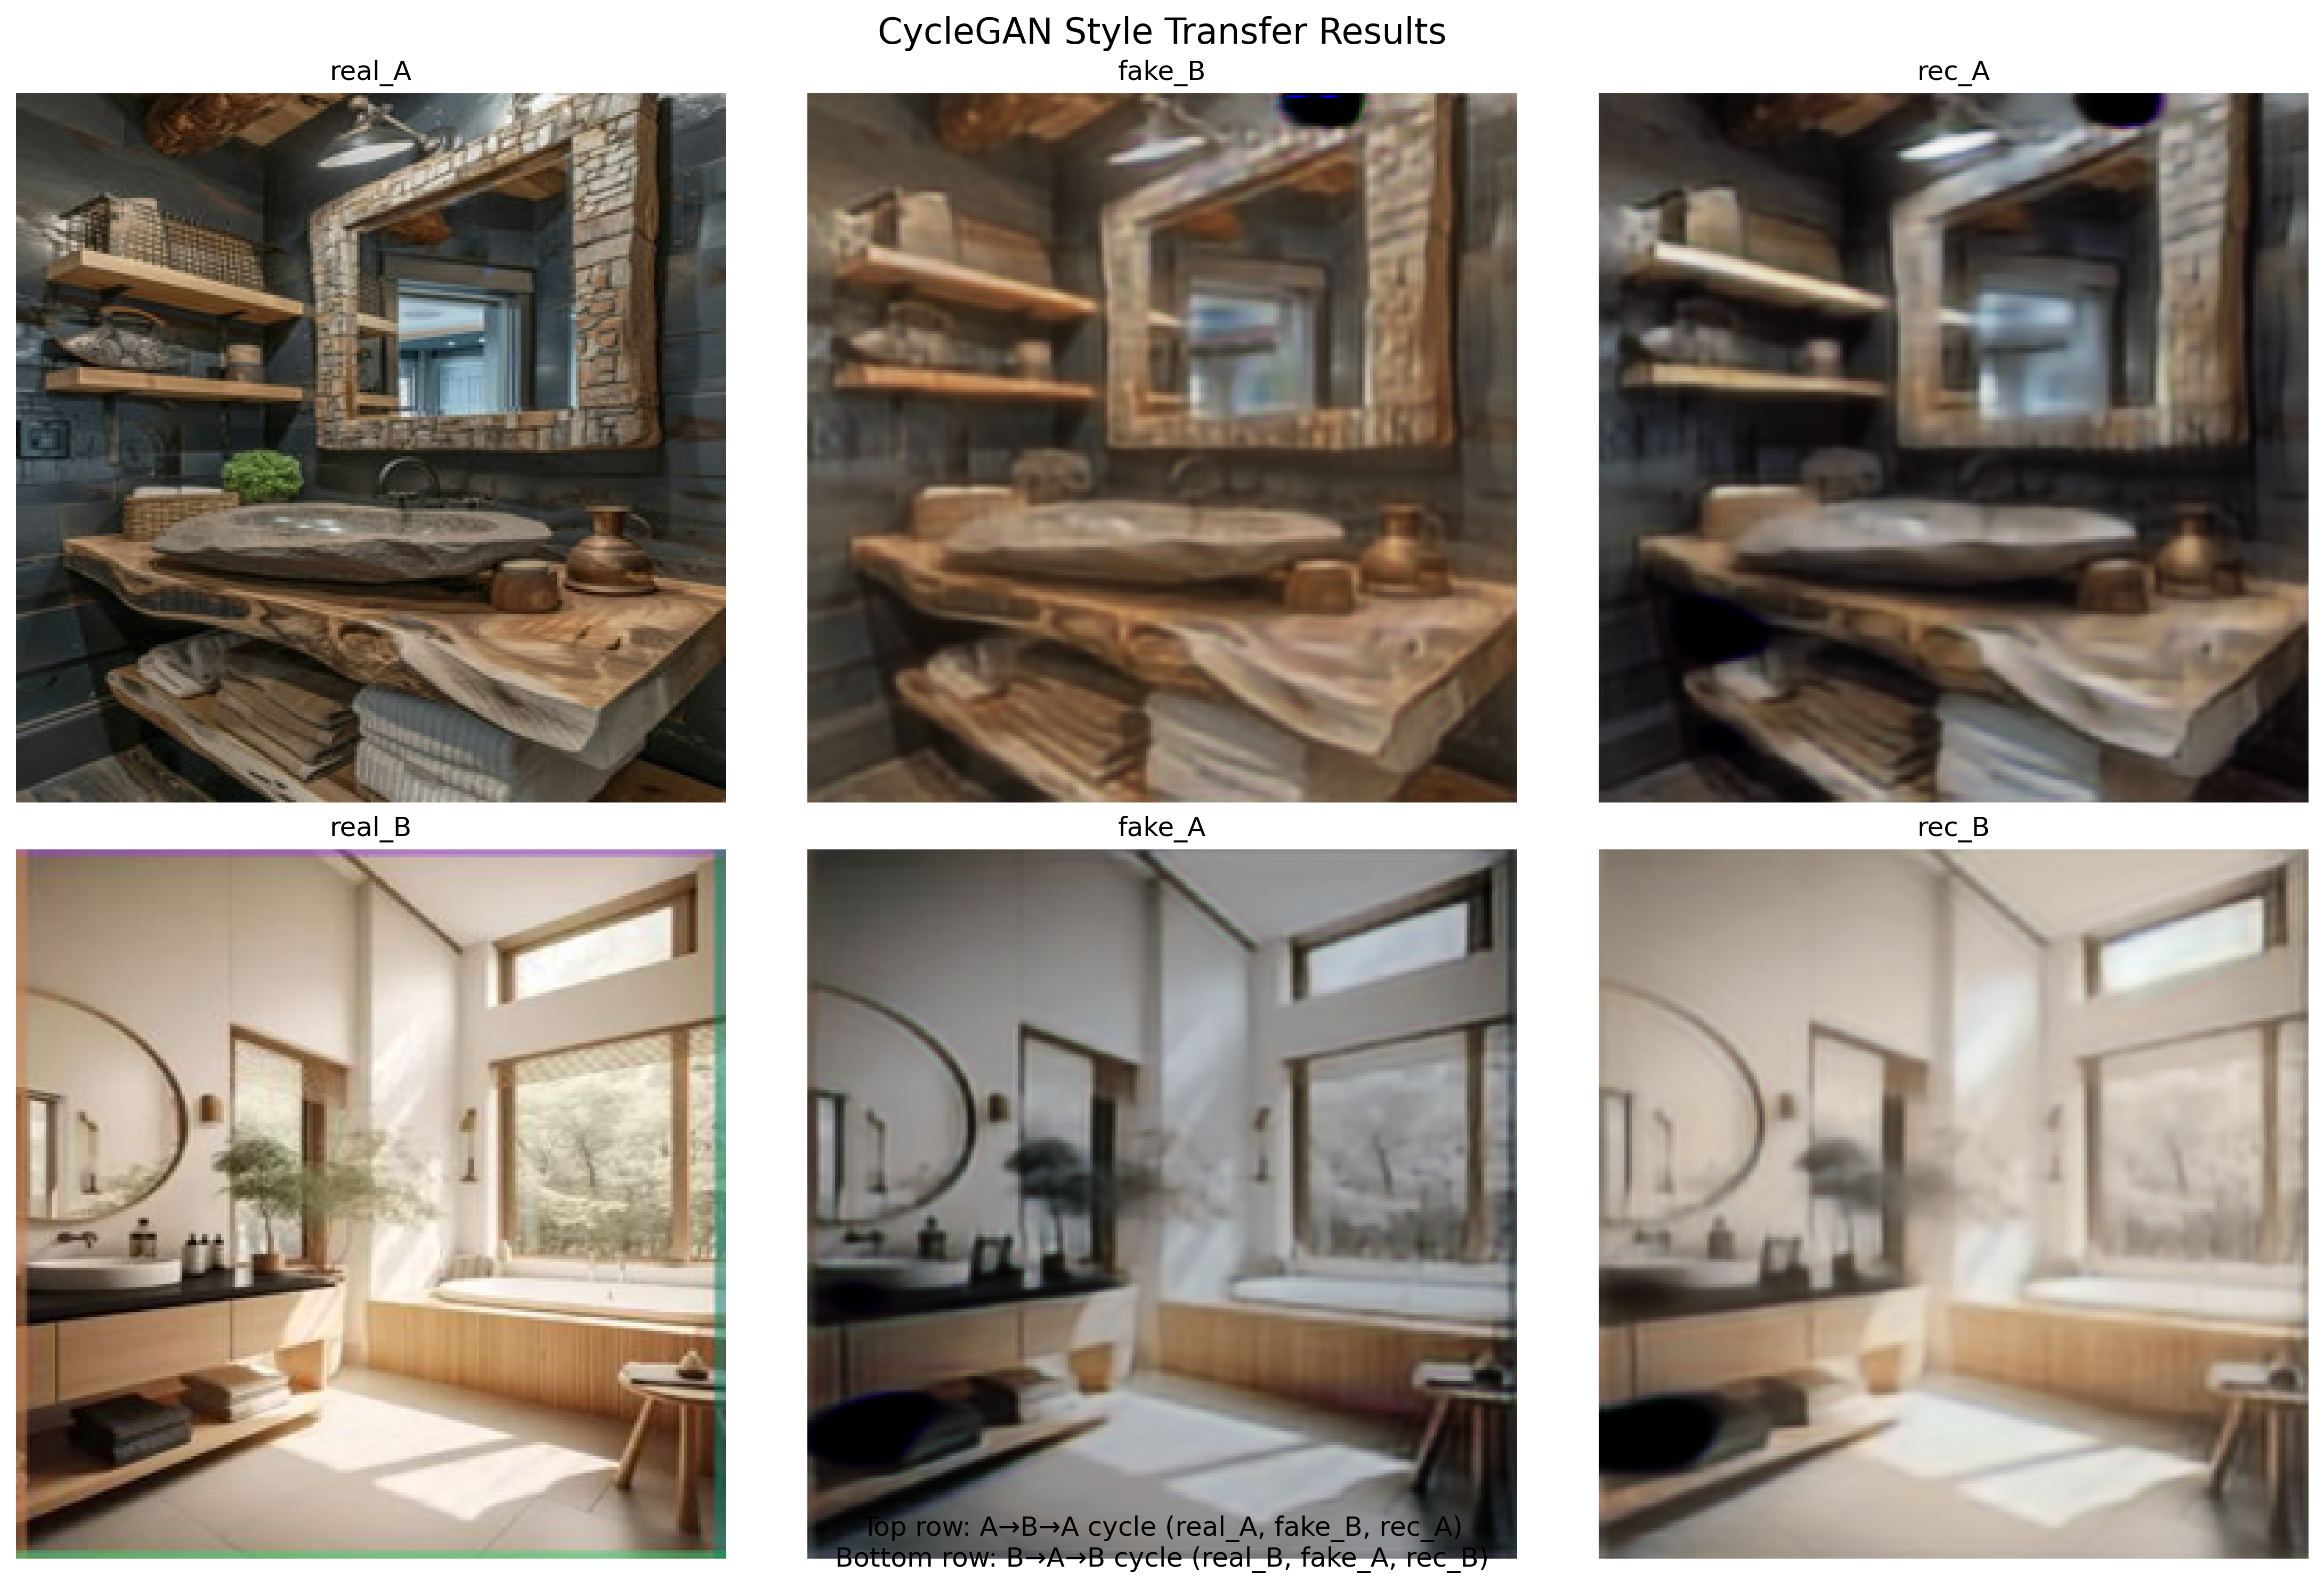 CycleGAN Style Transfer Results
real_A
fake_B
rec_A
real_B
fake_A
rec_B
Top row: A→B→A cycle (real_A, fake_B, rec_A)
Bottom row: B→A→B cycle (real_B, fake_A, rec_B)